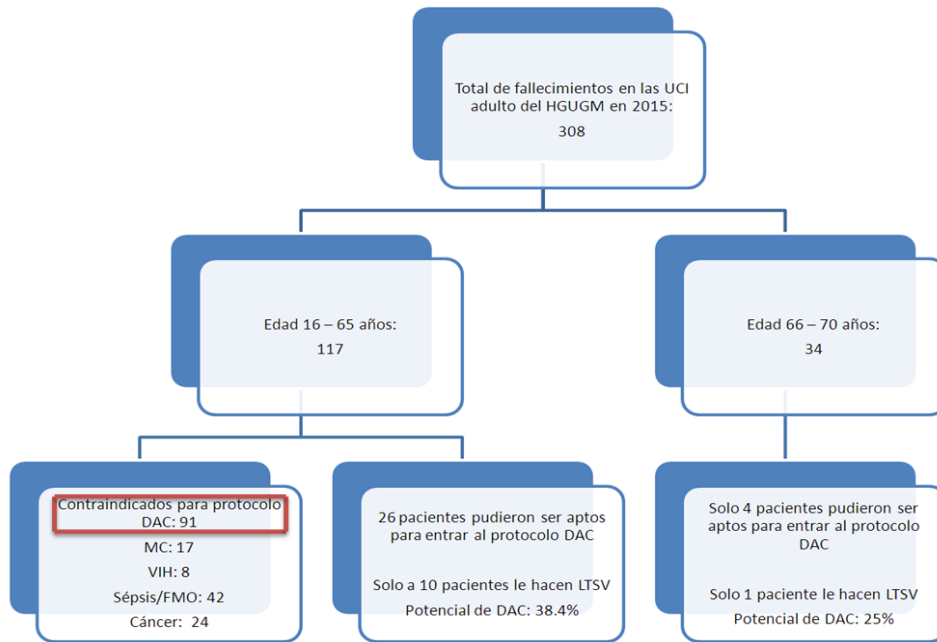 Total de fallecimientos en las UCI
adulto del HGUGM en 2015:
308
Edad 16 – 65 años:
117
Edad 66 – 70 años:
34
Contraindicados para protocolo
DAC: 91
MC: 17
VIH: 8
Sépsis/FMO: 42
Cáncer: 24
26 pacientes pudieron ser aptos
para entrar al protocolo DAC
Solo a 10 pacientes le hacen LTSV
Potencial de DAC: 38.4%
Solo 4 pacientes pudieron ser
aptos para entrar al protocolo
DAC
Solo 1 paciente le hacen LTSV
Potencial de DAC: 25%